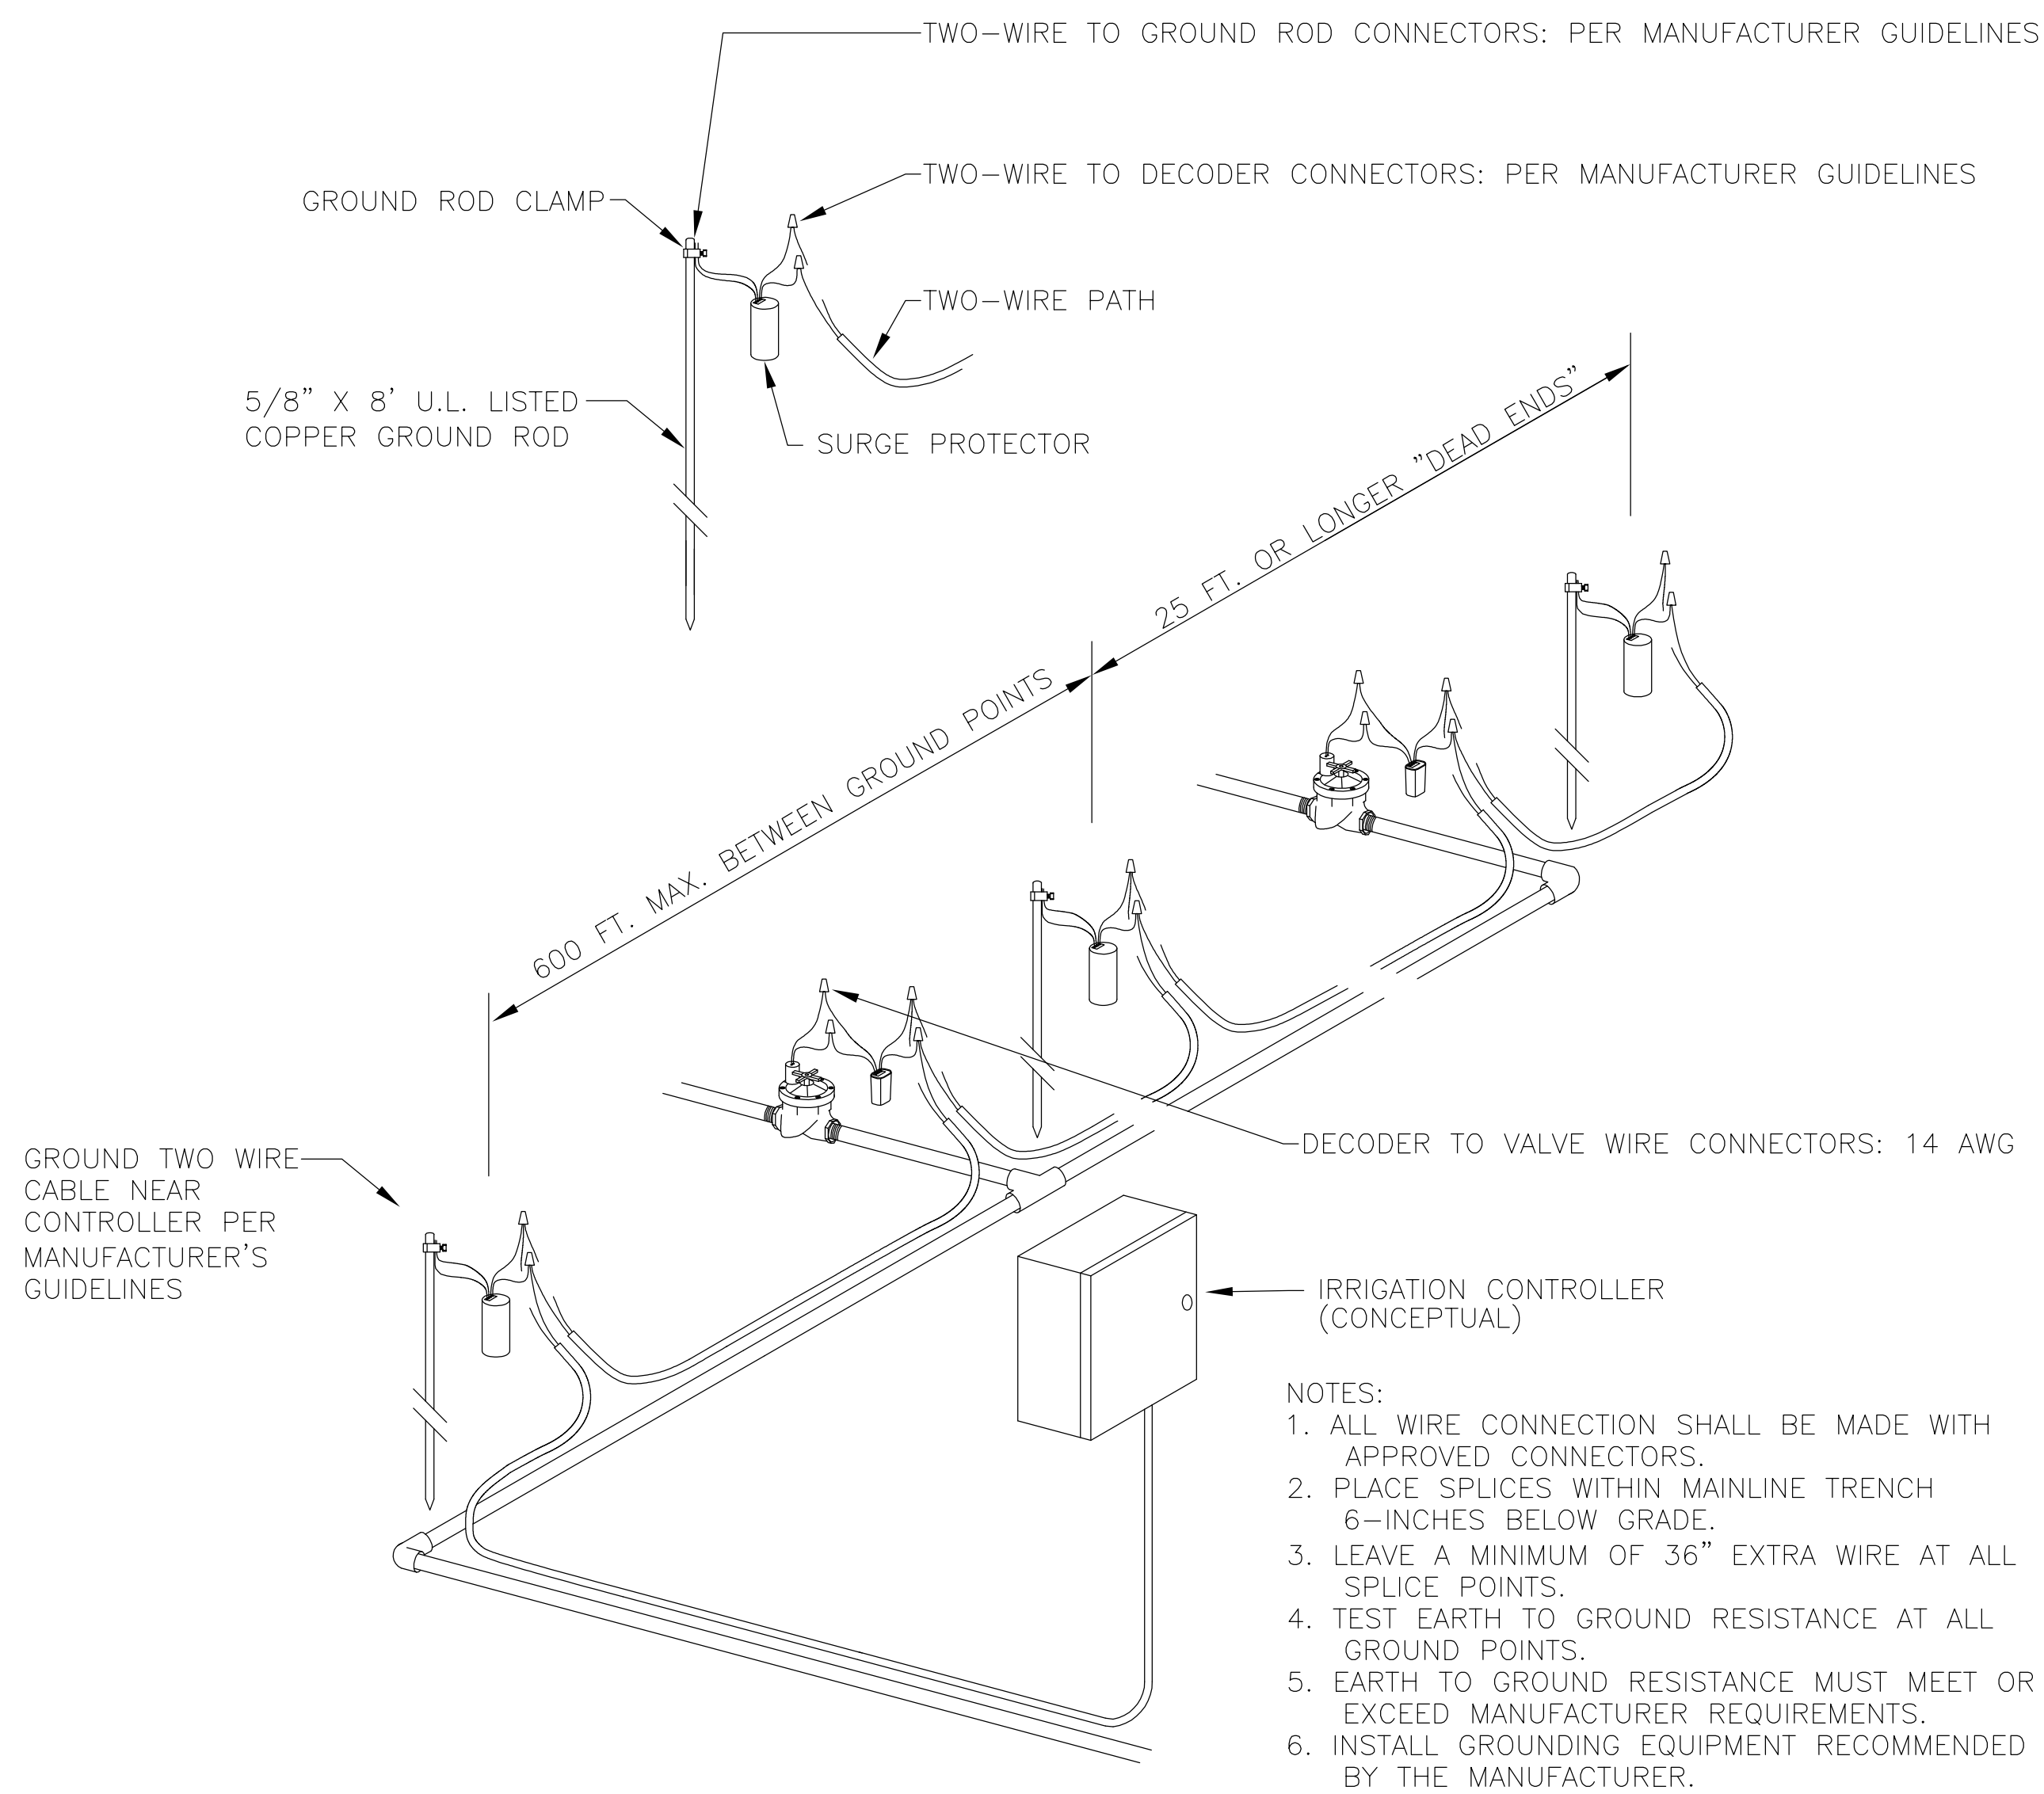 TWO-WIRE TO GROUND ROD CONNECTORS: PER MANUFACTURER GUIDELINES
TWO-WIRE TO DECODER CONNECTORS: PER MANUFACTURER GUIDELINES
GROUND ROD CLAMP
TWO-WIRE PATH
5/8" X 8' U.L. LISTED
COPPER GROUND ROD
SURGE PROTECTOR
25 FT. OR LONGER "DEAD ENDS"
600 FT. MAX. BETWEEN GROUND POINTS
DECODER TO VALVE WIRE CONNECTORS: 14 AWG
GROUND TWO WIRE
CABLE NEAR
CONTROLLER PER
MANUFACTURER'S
GUIDELINES
IRRIGATION CONTROLLER
(CONCEPTUAL)
NOTES:
1. ALL WIRE CONNECTION SHALL BE MADE WITH
APPROVED CONNECTORS.
2. PLACE SPLICES WITHIN MAINLINE TRENCH
6-INCHES BELOW GRADE.
3. LEAVE A MINIMUM OF 36" EXTRA WIRE AT ALL
SPLICE POINTS.
4. TEST EARTH TO GROUND RESISTANCE AT ALL
GROUND POINTS.
5. EARTH TO GROUND RESISTANCE MUST MEET OR
EXCEED MANUFACTURER REQUIREMENTS.
6. INSTALL GROUNDING EQUIPMENT RECOMMENDED
BY THE MANUFACTURER.